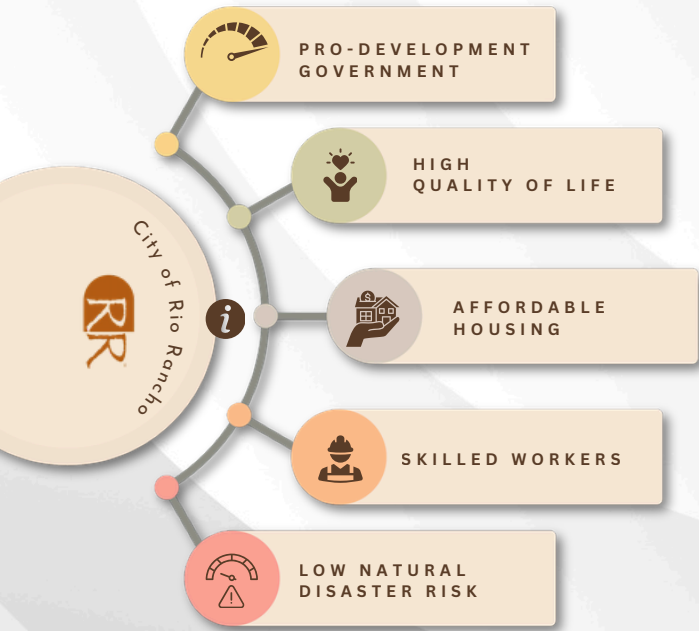 PRO-DEVELOPMENT
GOVERNMENT
HIGH
QUALITY OF LIFE
City of Rio Rancho
RR
i
AFFORDABLE
HOUSING
$
SKILLED WORKERS
LOW NATURAL
DISASTER RISK
!